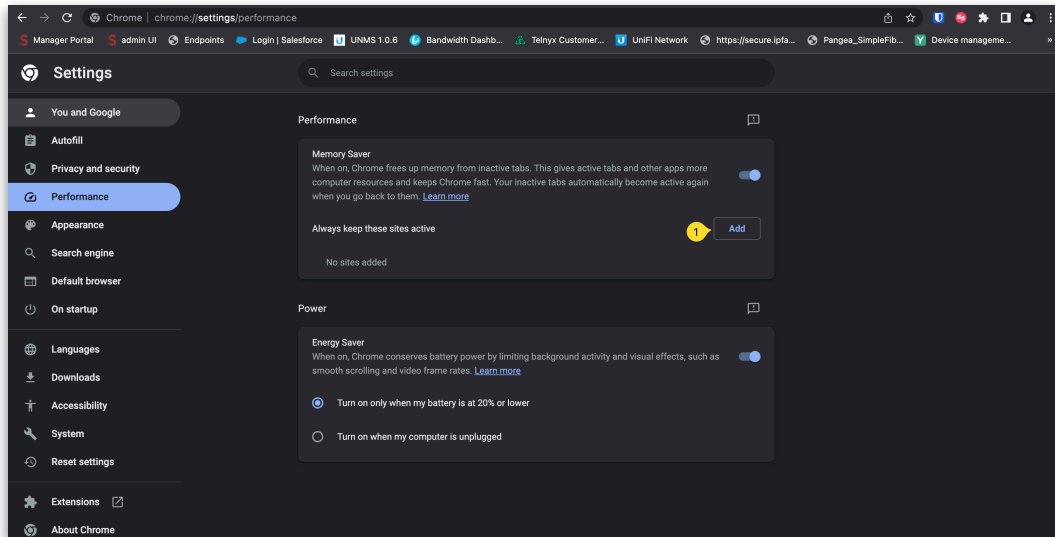 Chrome | chrome://settings/performance
Manager Portal admin UI Endpoints Login | Salesforce UNMS 1.0.6 Bandwidth Dashb... Telnyx Customer... UniFi Network https://secure.ipfa... Pangea_SimpleFib... Device manageme... »
Settings
Search settings
You and Google
Autofill
Privacy and security
Performance
Appearance
Search engine
Default browser
On startup
Languages
Downloads
Accessibility
System
Reset settings
Extensions
About Chrome
Performance
Memory Saver
When on, Chrome frees up memory from inactive tabs. This gives active tabs and other apps more
computer resources and keeps Chrome fast. Your inactive tabs automatically become active again
when you go back to them. Learn more
Always keep these sites active
1 Add
No sites added
Power
Energy Saver
When on, Chrome conserves battery power by limiting background activity and visual effects, such as
smooth scrolling and video frame rates. Learn more
Turn on only when my battery is at 20% or lower
Turn on when my computer is unplugged